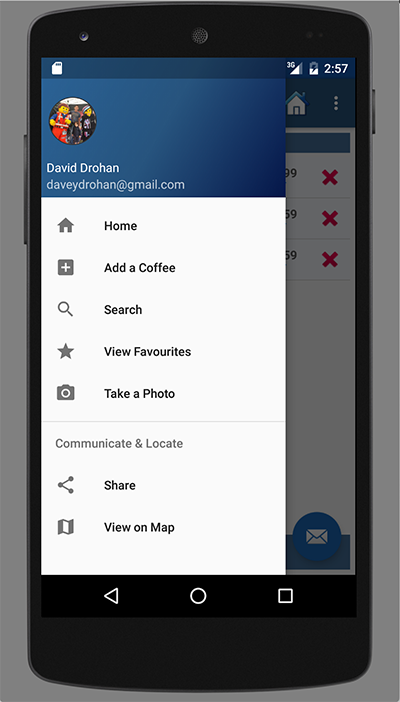 3G
2:57
David Drohan
daveydrohan@gmail.com
99
Home
59
Add a Coffee
59
Search
View Favourites
Take a Photo
Communicate & Locate
Share
View on Map